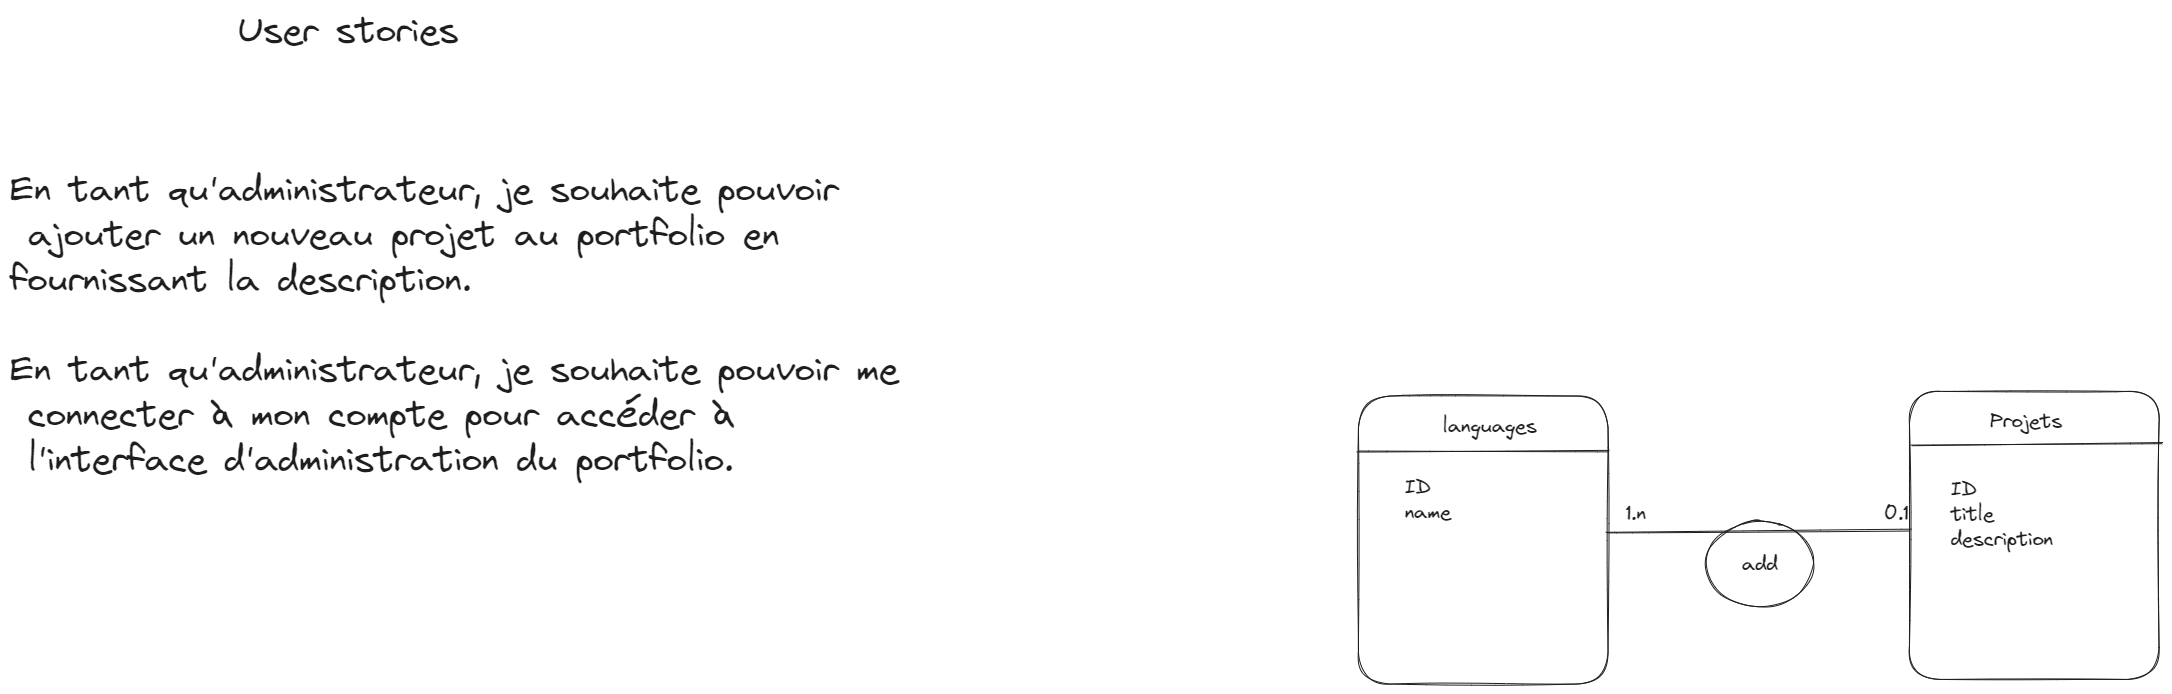 User stories
En tant qu'administrateur, je souhaite pouvoir
ajouter un nouveau projet au portfolio en
fournissant la description.
En tant qu'administrateur, je souhaite pouvoir me
connecter à mon compte pour accéder à
l'interface d'administration du portfolio.
languages
ID
name
1.n
add
0.1
Projets
ID
title
description